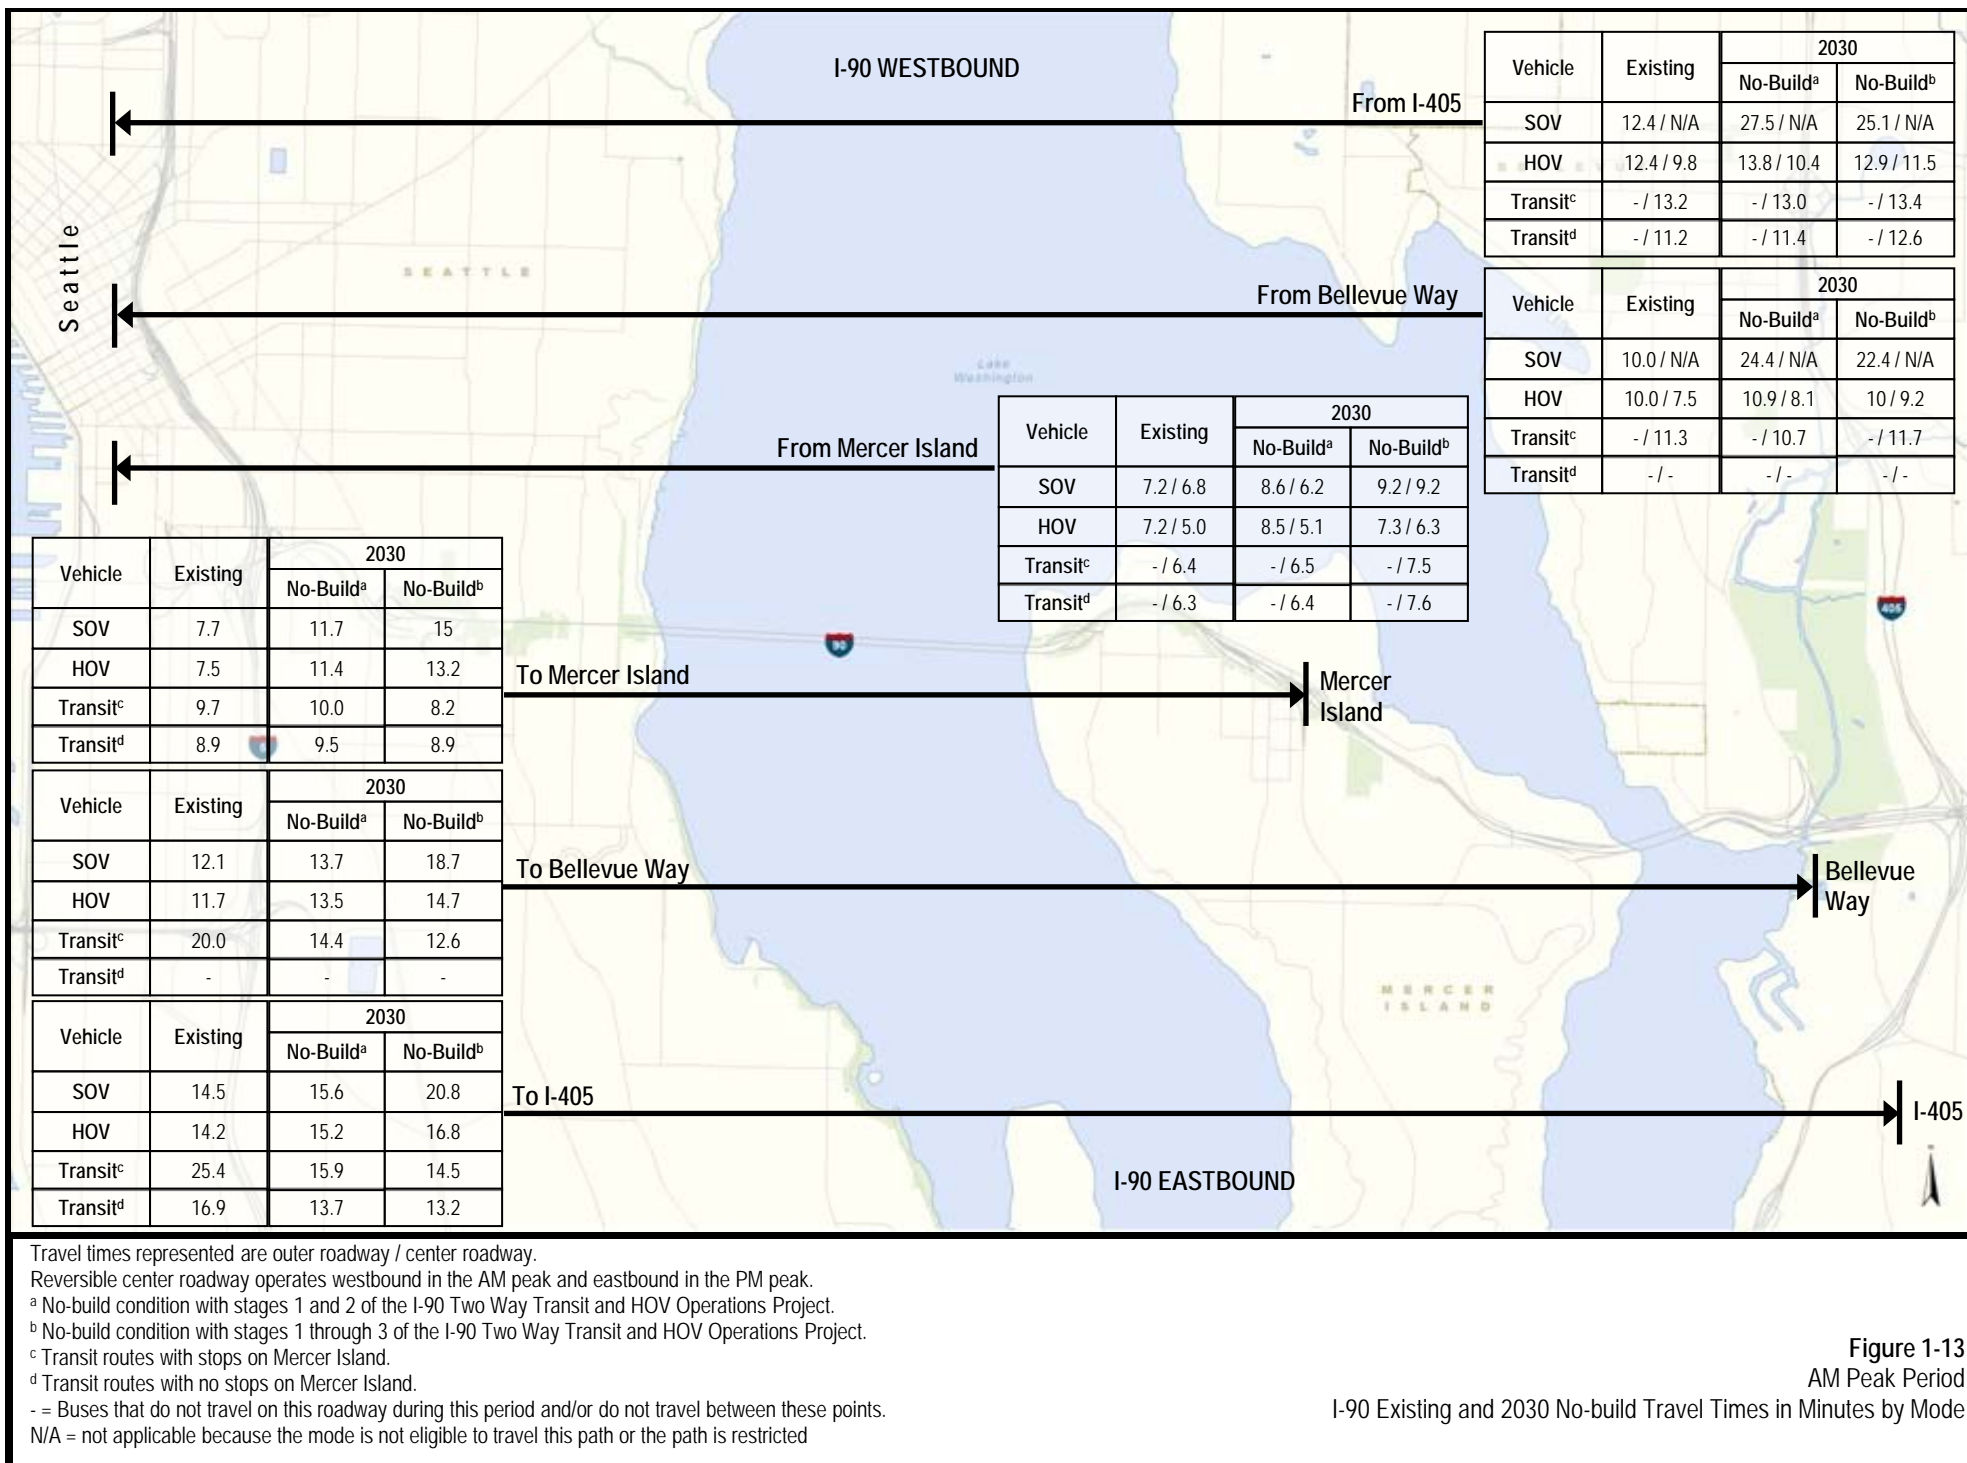 I-90 WESTBOUND
From I-405
Vehicle Existing 2030
No-Buildᵃ No-Buildᵇ
SOV 12.4 / N/A 27.5 / N/A 25.1 / N/A
HOV 12.4 / 9.8 13.8 / 10.4 12.9 / 11.5
Transitᶜ - / 13.2 - / 13.0 - / 13.4
Transitᵈ - / 11.2 - / 11.4 - / 12.6
Seattle
SEATTLE
From Bellevue Way
Vehicle Existing 2030
No-Buildᵃ No-Buildᵇ
SOV 10.0 / N/A 24.4 / N/A 22.4 / N/A
HOV 10.0 / 7.5 10.9 / 8.1 10 / 9.2
Transitᶜ - / 11.3 - / 10.7 - / 11.7
Transitᵈ - / - - / - - / -
Lake
Washington
From Mercer Island
Vehicle Existing 2030
No-Buildᵃ No-Buildᵇ
SOV 7.2 / 6.8 8.6 / 6.2 9.2 / 9.2
HOV 7.2 / 5.0 8.5 / 5.1 7.3 / 6.3
Transitᶜ - / 6.4 - / 6.5 - / 7.5
Transitᵈ - / 6.3 - / 6.4 - / 7.6
405
90
Vehicle Existing 2030
No-Buildᵃ No-Buildᵇ
SOV 7.7 11.7 15
HOV 7.5 11.4 13.2
Transitᶜ 9.7 10.0 8.2
Transitᵈ 8.9 9.5 8.9
To Mercer Island
Mercer
Island
Vehicle Existing 2030
No-Buildᵃ No-Buildᵇ
SOV 12.1 13.7 18.7
HOV 11.7 13.5 14.7
Transitᶜ 20.0 14.4 12.6
Transitᵈ - - -
To Bellevue Way
Bellevue
Way
MERCER
ISLAND
Vehicle Existing 2030
No-Buildᵃ No-Buildᵇ
SOV 14.5 15.6 20.8
HOV 14.2 15.2 16.8
Transitᶜ 25.4 15.9 14.5
Transitᵈ 16.9 13.7 13.2
To I-405
I-405
I-90 EASTBOUND
Travel times represented are outer roadway / center roadway.
Reversible center roadway operates westbound in the AM peak and eastbound in the PM peak.
ᵃ No-build condition with stages 1 and 2 of the I-90 Two Way Transit and HOV Operations Project.
ᵇ No-build condition with stages 1 through 3 of the I-90 Two Way Transit and HOV Operations Project.
ᶜ Transit routes with stops on Mercer Island.
ᵈ Transit routes with no stops on Mercer Island.
- = Buses that do not travel on this roadway during this period and/or do not travel between these points.
N/A = not applicable because the mode is not eligible to travel this path or the path is restricted
Figure 1-13
AM Peak Period
I-90 Existing and 2030 No-build Travel Times in Minutes by Mode